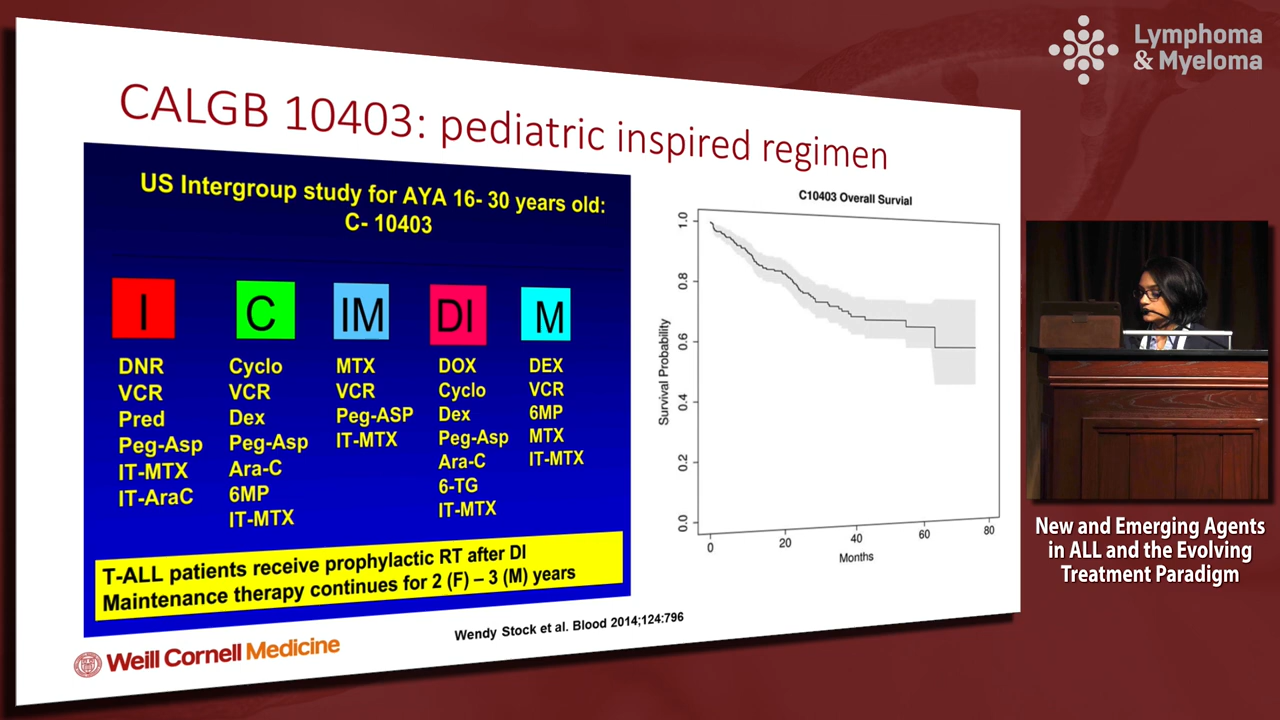 Lymphoma
& Myeloma
CALGB 10403: pediatric inspired regimen
US Intergroup study for AYA 16- 30 years old:
C- 10403
I
DNR
VCR
Pred
Peg-Asp
IT-MTX
IT-AraC
C
Cyclo
VCR
Dex
Peg-Asp
Ara-C
6MP
IT-MTX
IM
MTX
VCR
Peg-ASP
IT-MTX
DI
DOX
Cyclo
Dex
Peg-Asp
Ara-C
6-TG
IT-MTX
M
DEX
VCR
6MP
MTX
IT-MTX
T-ALL patients receive prophylactic RT after DI
Maintenance therapy continues for 2 (F) – 3 (M) years
C10403 Overall Survial
Survival Probability
1.0
0.8
0.6
0.4
0.2
0.0
0
20
40
60
80
Months
Wendy Stock et al. Blood 2014;124:796
Weill Cornell Medicine
New and Emerging Agents
in ALL and the Evolving
Treatment Paradigm